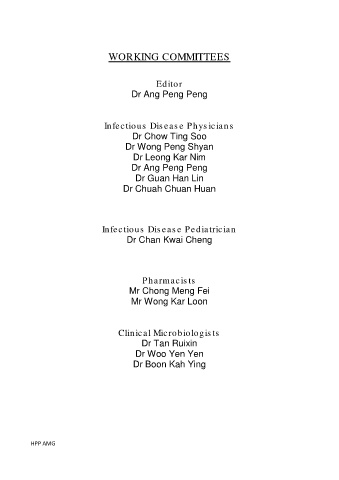 WORKING COMMITTEES
Editor
Dr Ang Peng Peng
Infectious Disease Physicians
Dr Chow Ting Soo
Dr Wong Peng Shyan
Dr Leong Kar Nim
Dr Ang Peng Peng
Dr Guan Han Lin
Dr Chuah Chuan Huan
Infectious Disease Pediatrician
Dr Chan Kwai Cheng
Pharmacists
Mr Chong Meng Fei
Mr Wong Kar Loon
Clinical Microbiologists
Dr Tan Ruixin
Dr Woo Yen Yen
Dr Boon Kah Ying
HPP AMG